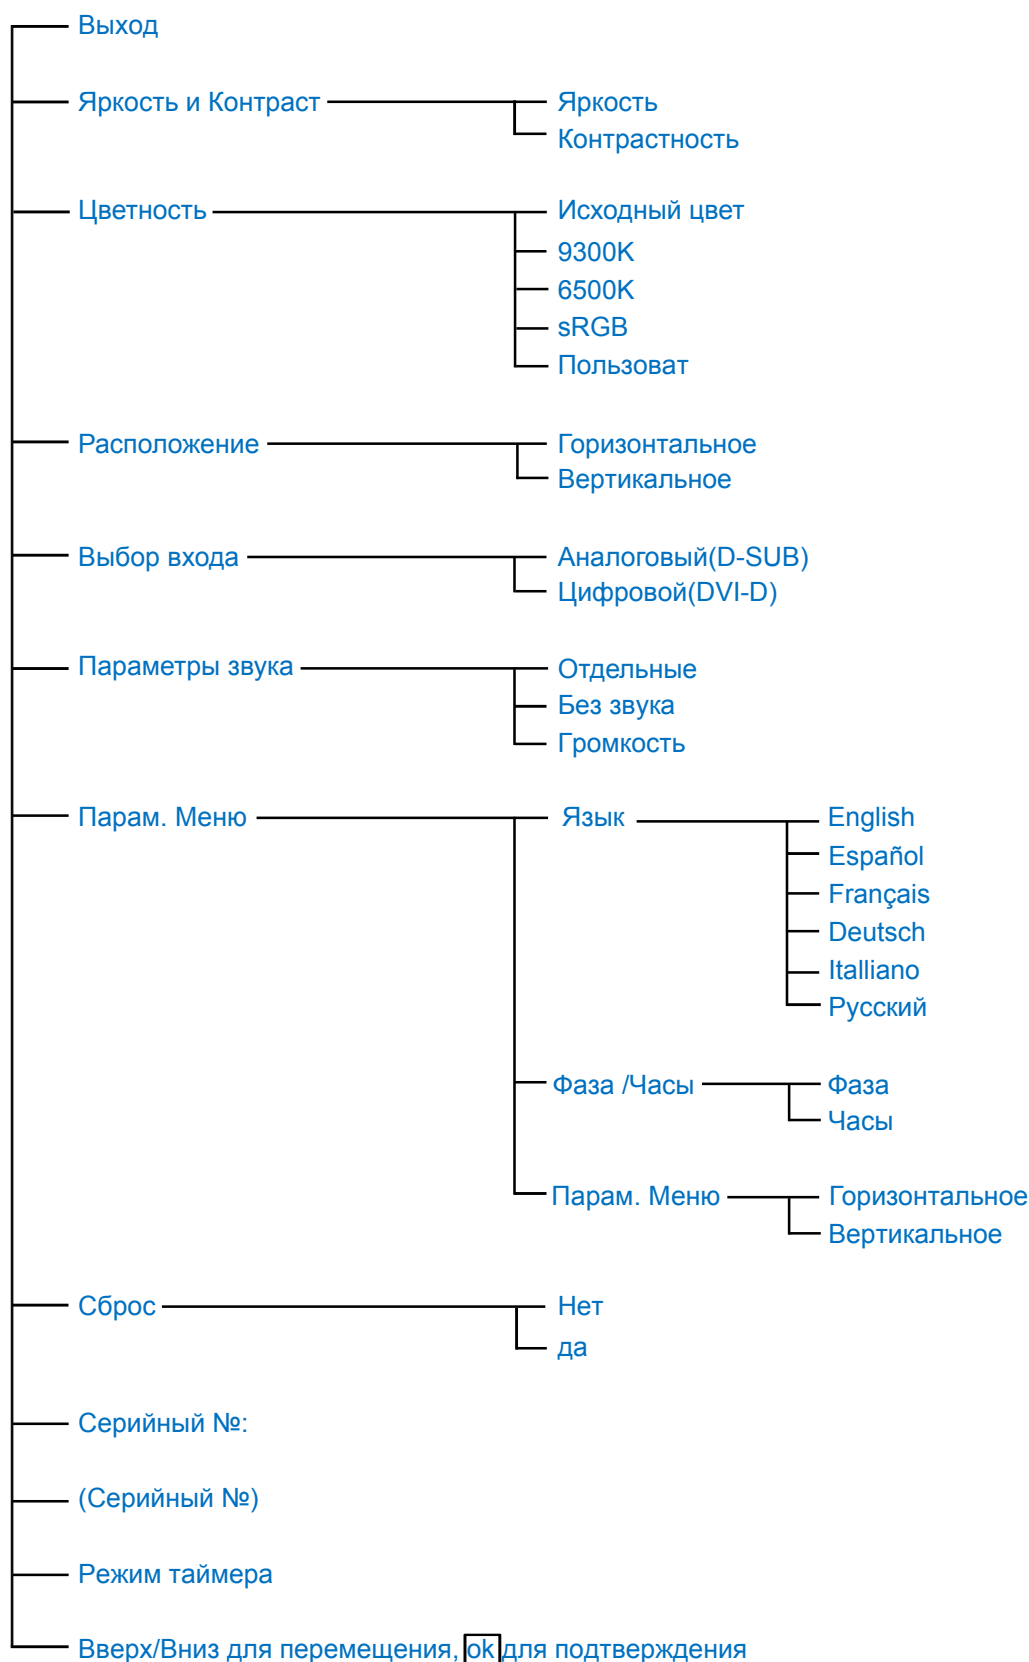 Выход
Яркость и Контраст Яркость
Контрастность
Цветность Исходный цвет
9300K
6500K
sRGB
Пользоват
Расположение Горизонтальное
Вертикальное
Выбор входа Аналоговый(D-SUB)
Цифровой(DVI-D)
Параметры звука Отдельные
Без звука
Громкость
Парам. Меню Язык English
Español
Français
Deutsch
Italliano
Русский
Фаза /Часы Фаза
Часы
Парам. Меню Горизонтальное
Вертикальное
Сброс Нет
да
Серийный №:
(Серийный №)
Режим таймера
Вверх/Вниз для перемещения, ok для подтверждения